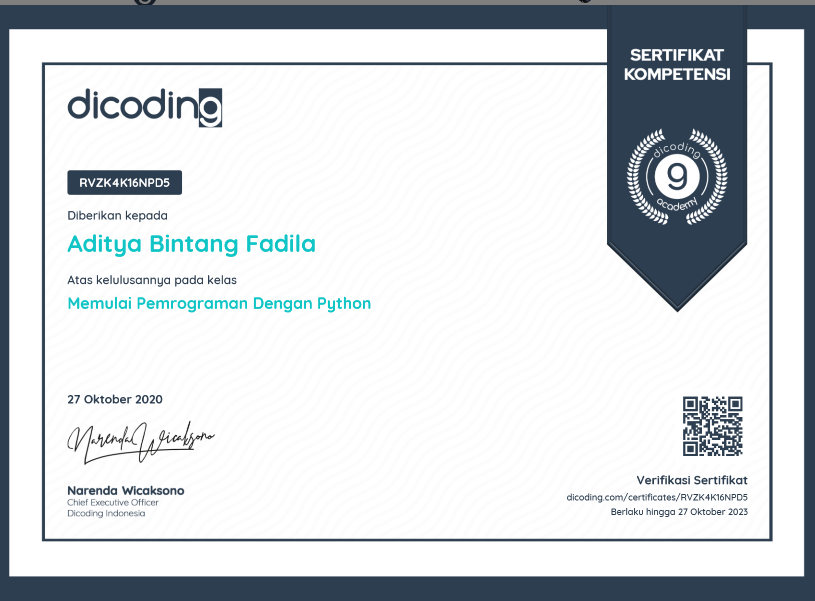 SERTIFIKAT
KOMPETENSI
dicoding
dicoding
academy
RVZK4K16NPD5
Diberikan kepada
Aditya Bintang Fadila
Atas kelulusannya pada kelas
Memulai Pemrograman Dengan Python
27 Oktober 2020
Narenda Wicaksono
Narenda Wicaksono
Chief Executive Officer
Dicoding Indonesia
Verifikasi Sertifikat
dicoding.com/certificates/RVZK4K16NPD5
Berlaku hingga 27 Oktober 2023